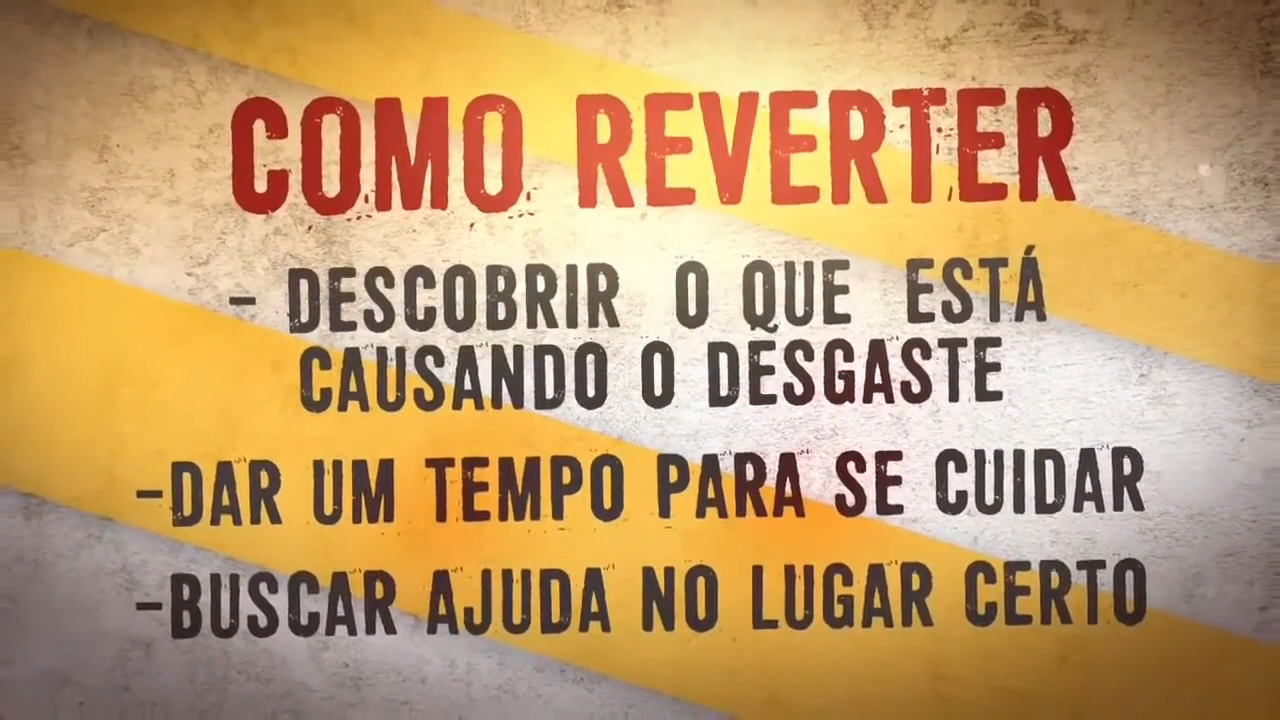 COMO REVERTER
- DESCOBRIR O QUE ESTÁ
CAUSANDO O DESGASTE
-DAR UM TEMPO PARA SE CUIDAR
-BUSCAR AJUDA NO LUGAR CERTO